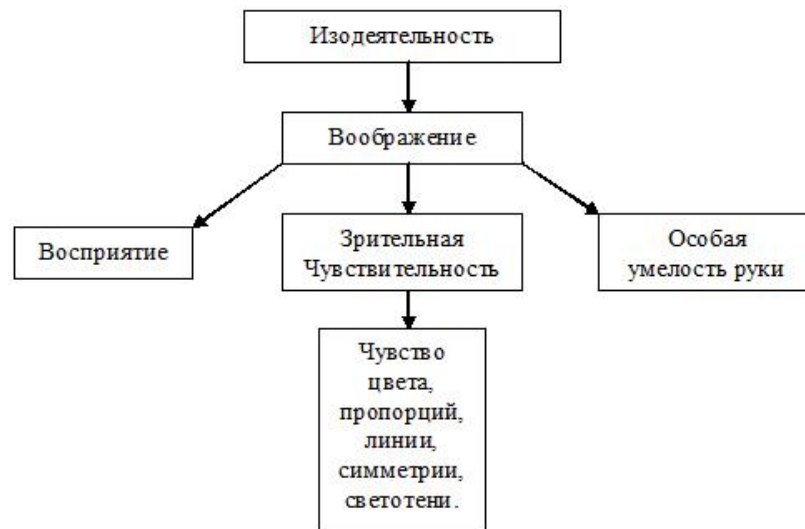 Изодеятельность
Воображение
Восприятие
Зрительная
Чувствительность
Особая
умелость руки
Чувство
цвета,
пропорций,
линии,
симметрии,
светотени.